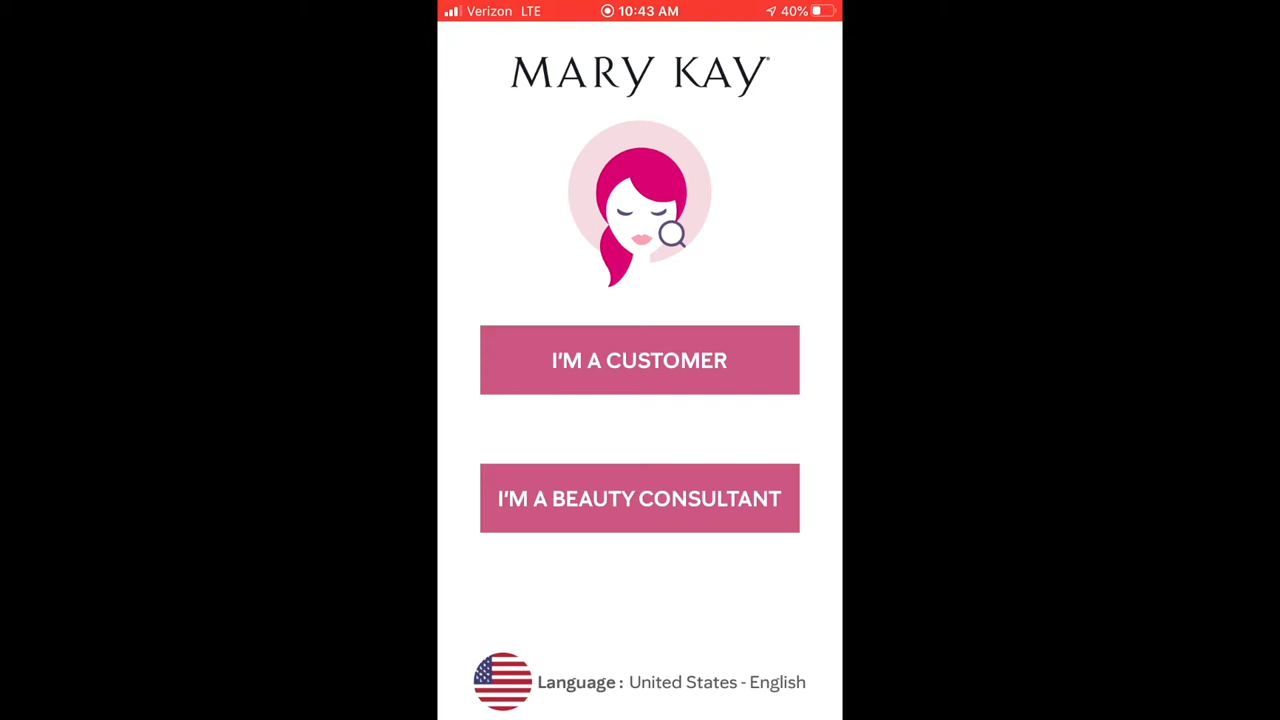 Verizon LTE 10:43 AM 40%
MARY KAY®
I'M A CUSTOMER
I'M A BEAUTY CONSULTANT
Language : United States - English